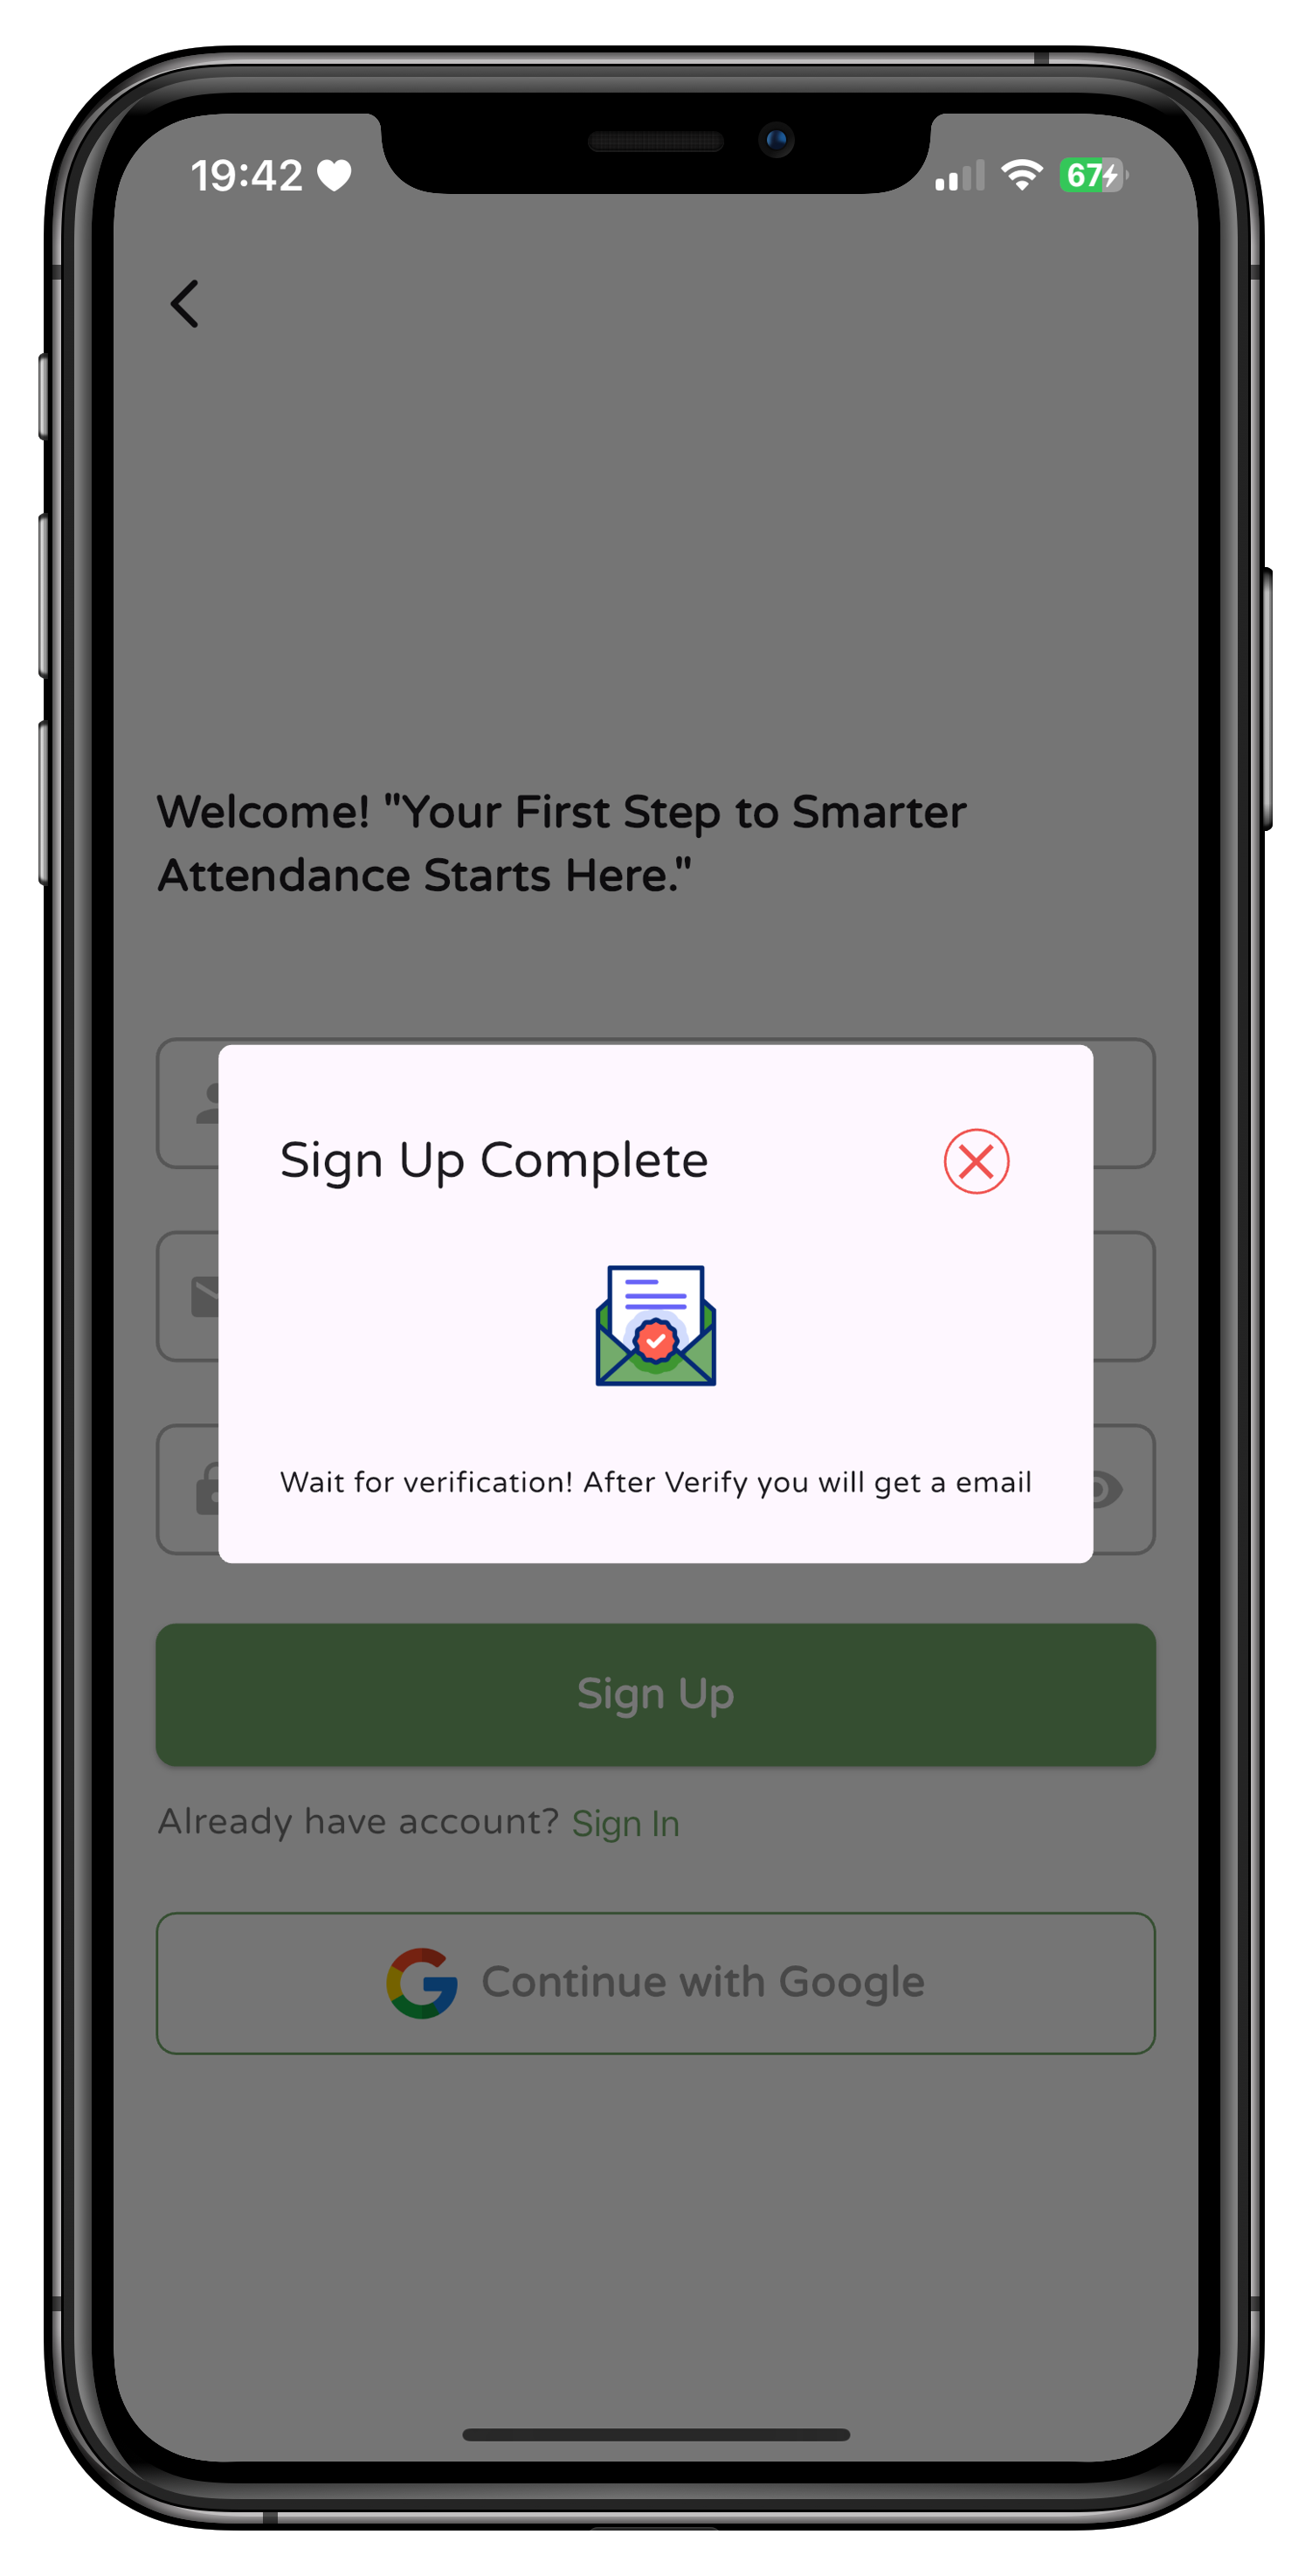 19:42
67
Welcome! "Your First Step to Smarter
Attendance Starts Here."
Sign Up Complete
Wait for verification! After Verify you will get a email
Sign Up
Already have account? Sign In
Continue with Google